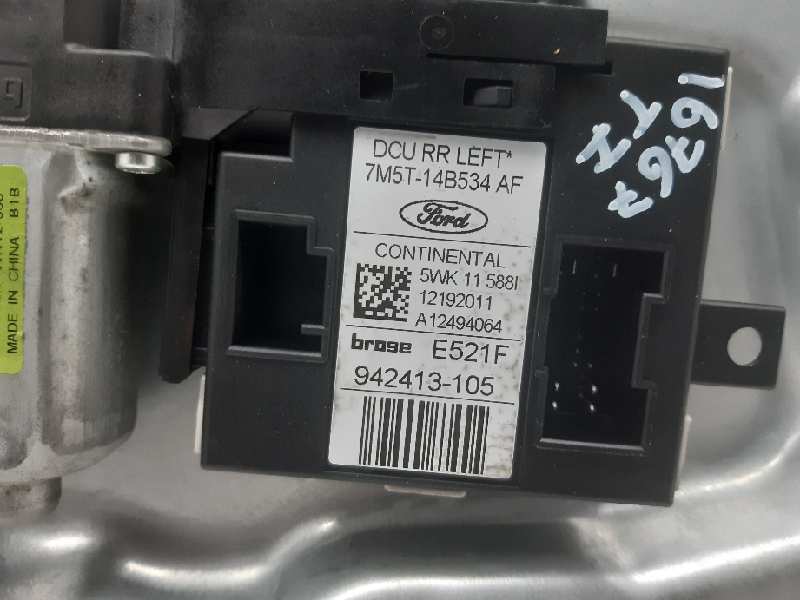 DCU RR LEFT*
7M5T-14B534 AF
Ford
CONTINENTAL
5WK 11 588I
12192011
A12494064
brose E521F
942413-105
MADE IN CHINA B1B